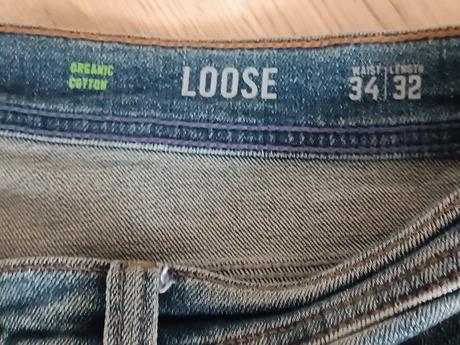 ORGANIC
COTTON
LOOSE
WAIST LENGTH
34 32